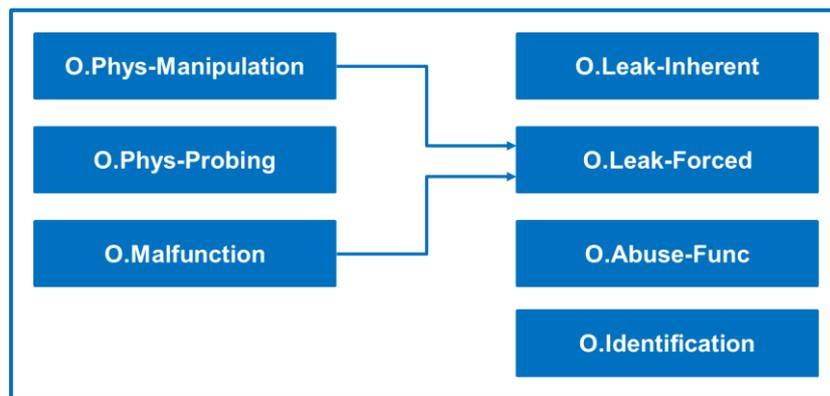 O.Phys-Manipulation
O.Leak-Inherent
O.Phys-Probing
O.Leak-Forced
O.Malfunction
O.Abuse-Func
O.Identification